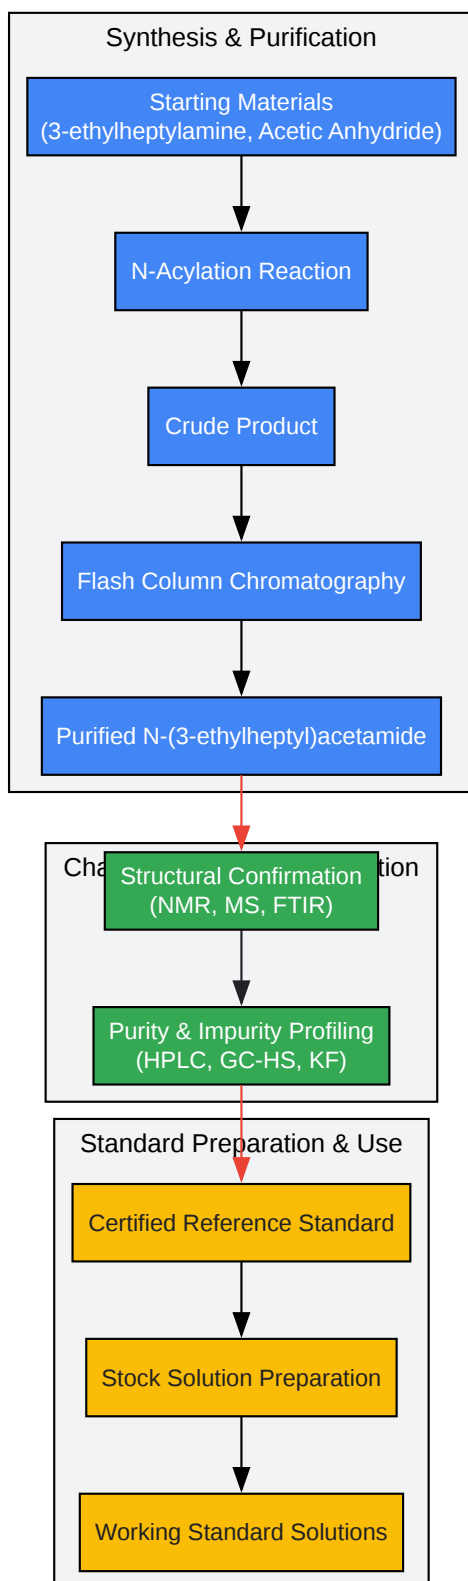 Synthesis & Purification
Starting Materials
(3-ethylheptylamine, Acetic Anhydride)
N-Acylation Reaction
Crude Product
Flash Column Chromatography
Purified N-(3-ethylheptyl)acetamide
Structural Confirmation
(NMR, MS, FTIR)
Purity & Impurity Profiling
(HPLC, GC-HS, KF)
Standard Preparation & Use
Certified Reference Standard
Stock Solution Preparation
Working Standard Solutions